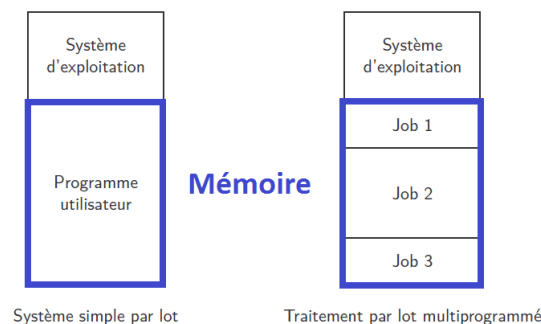 Système
d'exploitation
Programme
utilisateur
Système simple par lot
Mémoire
Système
d'exploitation
Job 1
Job 2
Job 3
Traitement par lot multiprogrammé